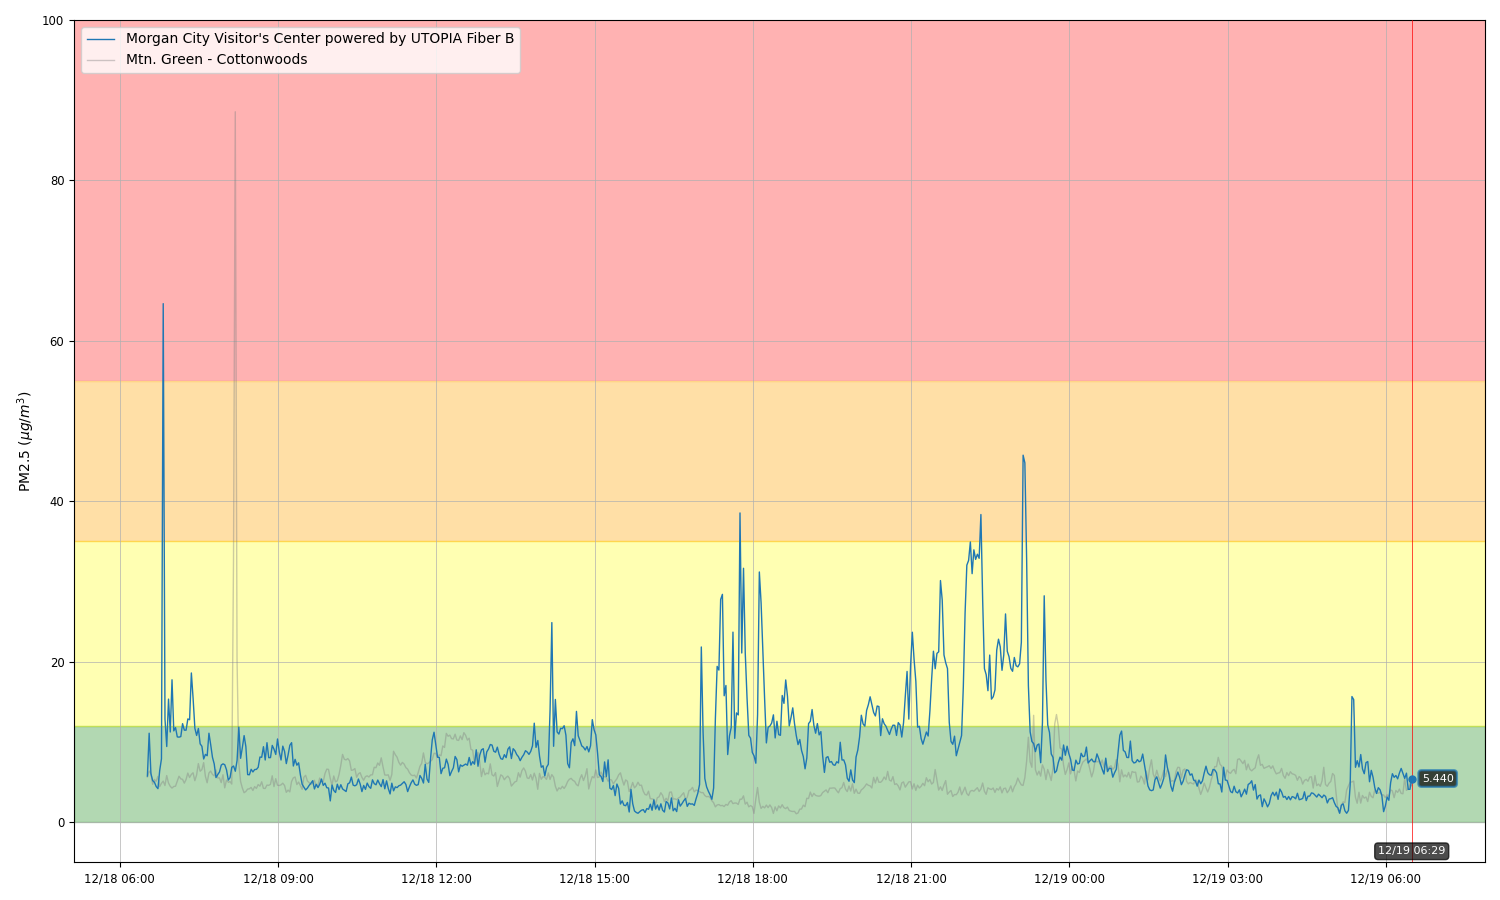 100
Morgan City Visitor's Center powered by UTOPIA Fiber B
Mtn. Green - Cottonwoods
80
60
PM2.5 (μg/m³)
40
20
5.440
0
12/19 06:29
12/18 06:00 12/18 09:00 12/18 12:00 12/18 15:00 12/18 18:00 12/18 21:00 12/19 00:00 12/19 03:00 12/19 06:00